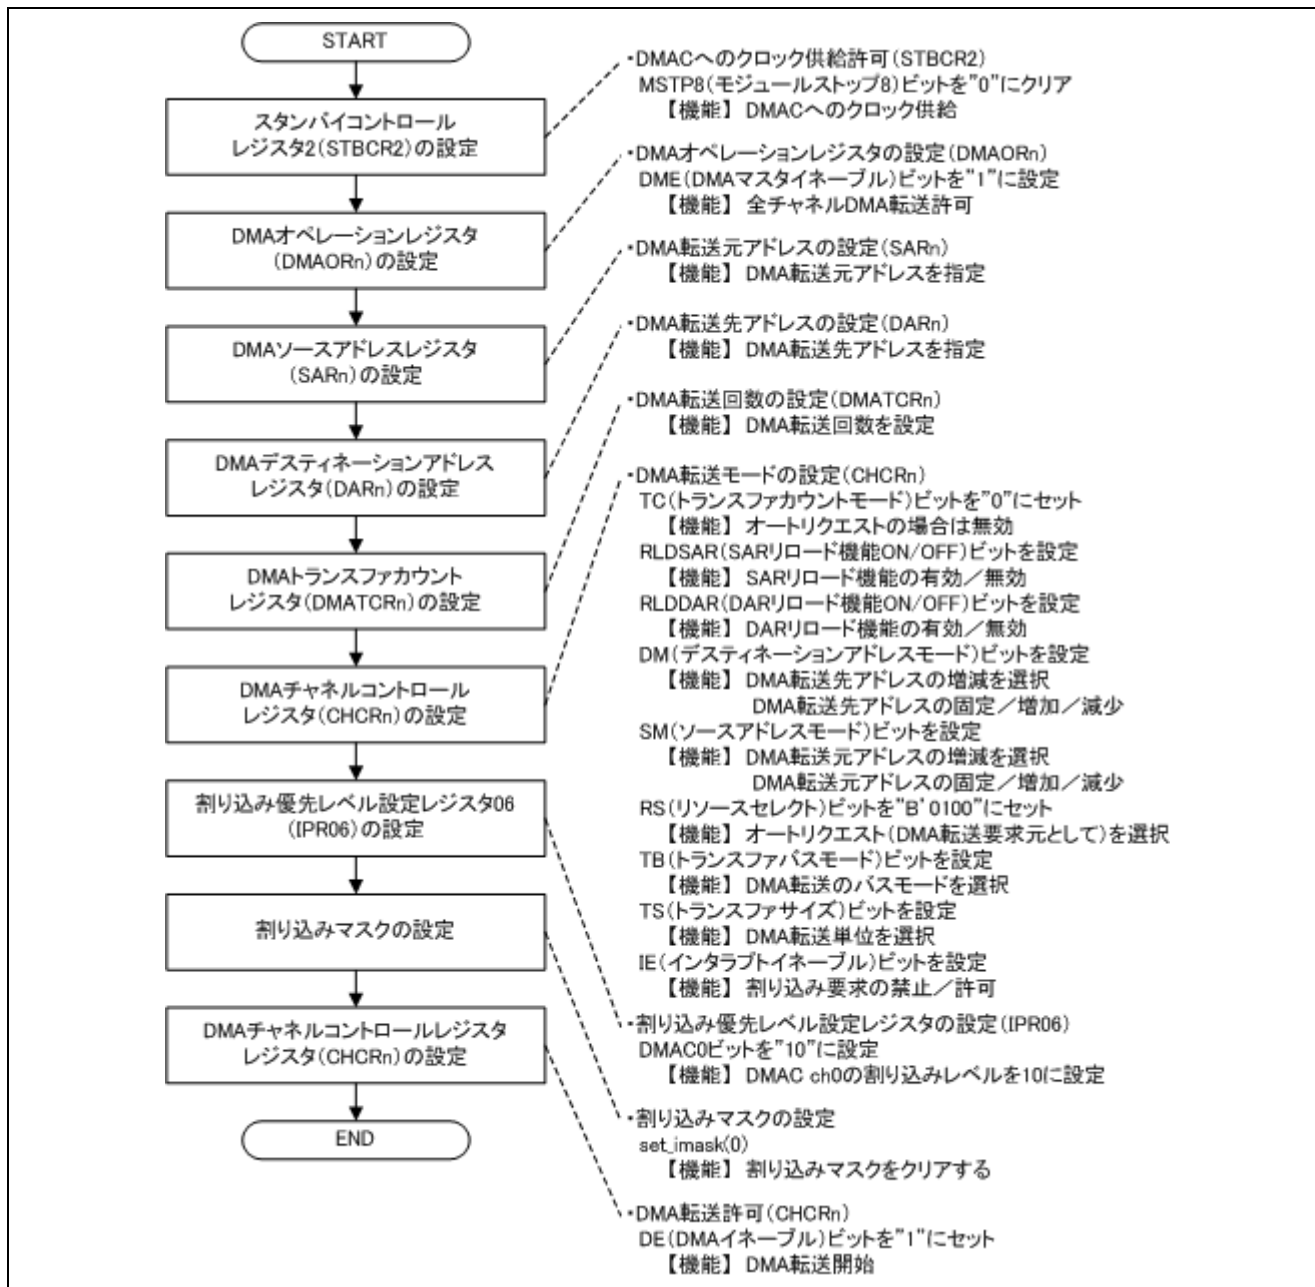 START
スタンバイコントロール
レジスタ2(STBCR2)の設定
DMAオペレーションレジスタ
(DMAORn)の設定
DMAソースアドレスレジスタ
(SARn)の設定
DMAデスティネーションアドレス
レジスタ(DARn)の設定
DMAトランスファカウント
レジスタ(DMATCRn)の設定
DMAチャネルコントロール
レジスタ(CHCRn)の設定
割り込み優先レベル設定レジスタ06
(IPR06)の設定
割り込みマスクの設定
DMAチャネルコントロールレジスタ
レジスタ(CHCRn)の設定
END
・DMACへのクロック供給許可(STBCR2)
MSTP8(モジュールストップ8)ビットを"0"にクリア
【機能】 DMACへのクロック供給
・DMAオペレーションレジスタの設定(DMAORn)
DME(DMAマスタイネーブル)ビットを"1"に設定
【機能】 全チャネルDMA転送許可
・DMA転送元アドレスの設定(SARn)
【機能】 DMA転送元アドレスを指定
・DMA転送先アドレスの設定(DARn)
【機能】 DMA転送先アドレスを指定
・DMA転送回数の設定(DMATCRn)
【機能】 DMA転送回数を設定
・DMA転送モードの設定(CHCRn)
TC(トランスファカウントモード)ビットを"0"にセット
【機能】 オートリクエストの場合は無効
RLDSAR(SARリロード機能ON/OFF)ビットを設定
【機能】 SARリロード機能の有効／無効
RLDDAR(DARリロード機能ON/OFF)ビットを設定
【機能】 DARリロード機能の有効／無効
DM(デスティネーションアドレスモード)ビットを設定
【機能】 DMA転送先アドレスの増減を選択
DMA転送先アドレスの固定／増加／減少
SM(ソースアドレスモード)ビットを設定
【機能】 DMA転送元アドレスの増減を選択
DMA転送元アドレスの固定／増加／減少
RS(リソースセレクト)ビットを"B'0100"にセット
【機能】 オートリクエスト(DMA転送要求元として)を選択
TB(トランスファバスモード)ビットを設定
【機能】 DMA転送のバスモードを選択
TS(トランスファサイズ)ビットを設定
【機能】 DMA転送単位を選択
IE(インタラプトイネーブル)ビットを設定
【機能】 割り込み要求の禁止／許可
・割り込み優先レベル設定レジスタの設定(IPR06)
DMAC0ビットを"10"に設定
【機能】 DMAC ch0の割り込みレベルを10に設定
・割り込みマスクの設定
set_imask(0)
【機能】 割り込みマスクをクリアする
・DMA転送許可(CHCRn)
DE(DMAイネーブル)ビットを"1"にセット
【機能】 DMA転送開始